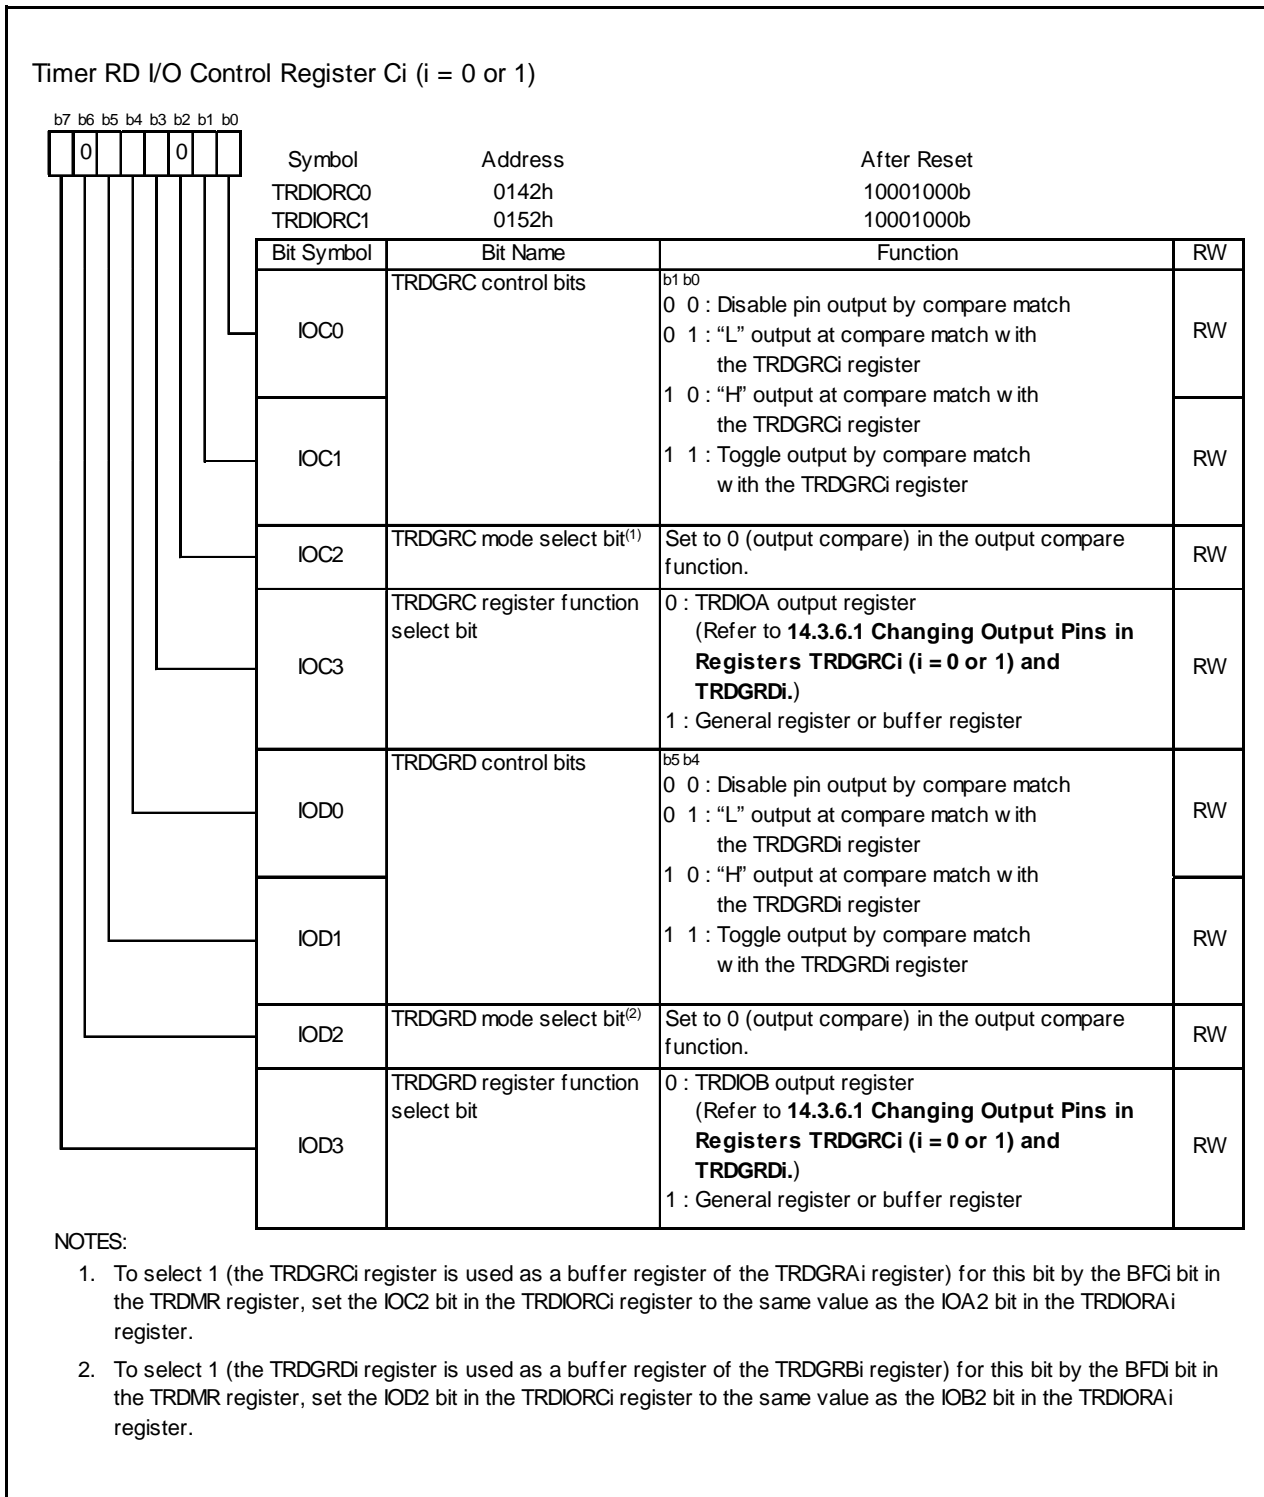 Timer RD I/O Control Register Ci (i = 0 or 1)
b7 b6 b5 b4 b3 b2 b1 b0
0 0
Symbol Address After Reset
TRDIORC0 0142h 10001000b
TRDIORC1 0152h 10001000b
Bit Symbol Bit Name Function RW
IOC0 TRDGRC control bits b1 b0
0 0 : Disable pin output by compare match
0 1 : “L” output at compare match with
the TRDGRCi register
RW
1 0 : “H” output at compare match with
the TRDGRCi register
IOC1 1 1 : Toggle output by compare match
with the TRDGRCi register
RW
IOC2 TRDGRC mode select bit(1) Set to 0 (output compare) in the output compare
function.
RW
IOC3 TRDGRC register function
select bit
0 : TRDIOA output register
(Refer to 14.3.6.1 Changing Output Pins in
Registers TRDGRCi (i = 0 or 1) and
TRDGRDi.)
1 : General register or buffer register
RW
IOD0 TRDGRD control bits b5 b4
0 0 : Disable pin output by compare match
0 1 : “L” output at compare match with
the TRDGRDi register
RW
1 0 : “H” output at compare match with
the TRDGRDi register
IOD1 1 1 : Toggle output by compare match
with the TRDGRDi register
RW
IOD2 TRDGRD mode select bit(2) Set to 0 (output compare) in the output compare
function.
RW
IOD3 TRDGRD register function
select bit
0 : TRDIOB output register
(Refer to 14.3.6.1 Changing Output Pins in
Registers TRDGRCi (i = 0 or 1) and
TRDGRDi.)
1 : General register or buffer register
RW
NOTES:
1. To select 1 (the TRDGRCi register is used as a buffer register of the TRDGRAi register) for this bit by the BFCi bit in
the TRDMR register, set the IOC2 bit in the TRDIORCi register to the same value as the IOA2 bit in the TRDIORAi
register.
2. To select 1 (the TRDGRDi register is used as a buffer register of the TRDGRBi register) for this bit by the BFDi bit in
the TRDMR register, set the IOD2 bit in the TRDIORCi register to the same value as the IOB2 bit in the TRDIORAi
register.